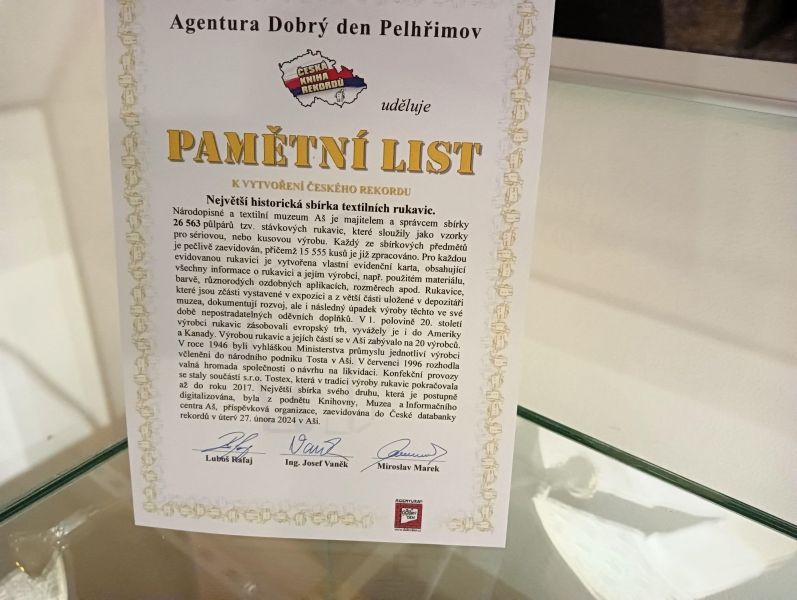 Agentura Dobrý den Pelhřimov
ČESKÁ
KNIHA
REKORDŮ
uděluje
PAMĚTNÍ LIST
K VYTVOŘENÍ ČESKÉHO REKORDU
Největší historická sbírka textilních rukavic.
Národopisné a textilní muzeum Aš je majitelem a správcem sbírky
26 563 půlpárů tzv. stávkových rukavic, které sloužily jako vzorky
pro sériovou, nebo kusovou výrobu. Každý ze sbírkových předmětů
je pečlivě zaevidován, přičemž 15 555 kusů je již zpracováno. Pro každou
evidovanou rukavici je vytvořena vlastní evidenční karta, obsahující
všechny informace o rukavici a jejím výrobci, např. použitém materiálu,
barvě, různorodých ozdobných aplikacích, rozměrech apod. Rukavice,
které jsou zčásti vystavené v expozici a z větší části uložené v depozitáři
muzea, dokumentují rozvoj, ale i následný úpadek výroby těchto ve své
době nepostradatelných oděvních doplňků. V 1. polovině 20. století
výrobci rukavic zásobovali evropský trh, vyvážely je i do Ameriky
a Kanady. Výrobou rukavic a jejich částí se v Aši zabývalo na 20 výrobců.
V roce 1946 byli vyhláškou Ministerstva průmyslu jednotliví výrobci
včleněni do národního podniku Tosta v Aši. V červenci 1996 rozhodla
valná hromada společnosti o návrhu na likvidaci. Konfekční provozy
se staly součástí s.r.o. Tostex, která v tradici výroby rukavic pokračovala
až do roku 2017. Největší sbírka svého druhu, která je postupně
digitalizována, byla z podnětu Knihovny, Muzea a Informačního
centra Aš, příspěvková organizace, zaevidována do České databanky
rekordů v úterý 27. února 2024 v Aši.
Luboš Rafaj
Ing. Josef Vaněk
Miroslav Marek
AGENTURA
DOBRÝ
DEN